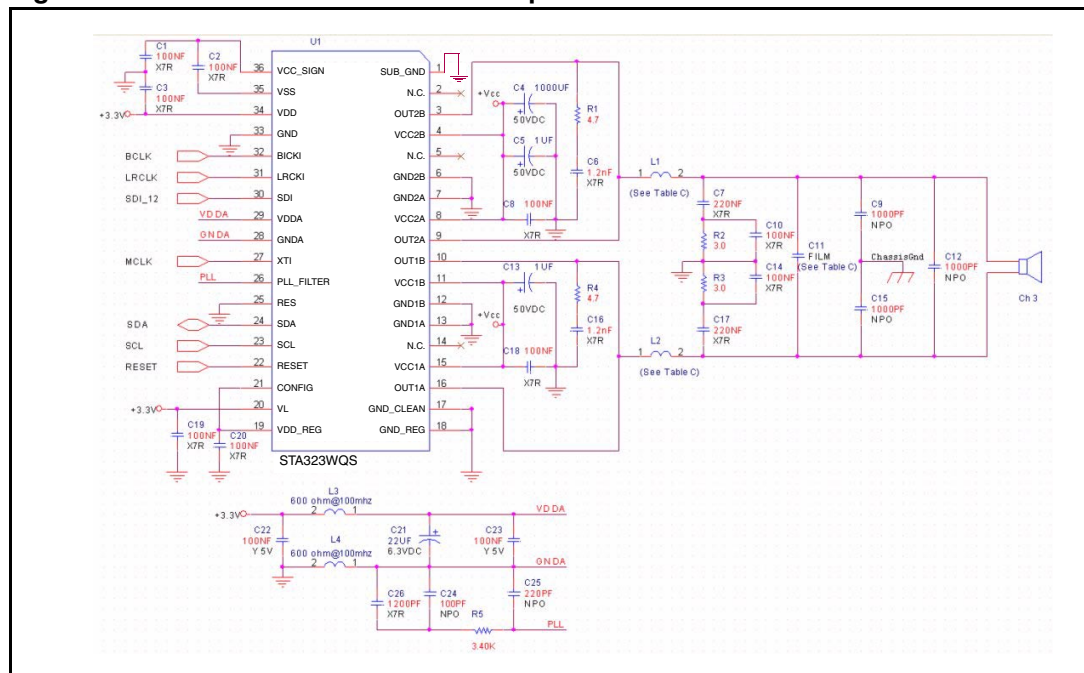 U1
C1
100NF
X7R
C2
100NF
X7R
C3
100NF
X7R
+3.3V
BCLK
LRCLK
SDI_12
VDDA
GNDA
MCLK
PLL
SDA
SCL
RESET
+3.3V
C19
100NF
X7R
C20
100NF
X7R
36 VCC_SIGN
35 VSS
34 VDD
33 GND
32 BICKI
31 LRCKI
30 SDI
29 VDDA
28 GNDA
27 XTI
26 PLL_FILTER
25 RES
24 SDA
23 SCL
22 RESET
21 CONFIG
20 VL
19 VDD_REG
SUB_GND 1
N.C. 2
OUT2B 3
VCC2B 4
N.C. 5
GND2B 6
GND2A 7
VCC2A 8
OUT2A 9
OUT1B 10
VCC1B 11
GND1B 12
GND1A 13
N.C. 14
VCC1A 15
OUT1A 16
GND_CLEAN 17
GND_REG 18
STA323WQS
+Vcc
C4 1000UF
+
50VDC
C5 1UF
+
50VDC
C8 100NF
X7R
R1
4.7
C6
1.2nF
X7R
C13 1UF
+
50VDC
+Vcc
C18 100NF
X7R
R4
4.7
C16
1.2nF
X7R
L1
1 2
(See Table C)
L2
1 2
(See Table C)
C7
220NF
X7R
R2
3.0
R3
3.0
C17
220NF
X7R
C10
100NF
X7R
C14
100NF
X7R
C11
FILM
(See Table C)
C9
1000PF
NPO
ChassisGnd
C15
1000PF
NPO
C12
1000PF
NPO
Ch 3
+3.3V
L3
600 ohm@100mhz
2 1
VDDA
C22
100NF
Y5V
C21
22UF
6.3VDC
+
C23
100NF
Y5V
L4
600 ohm@100mhz
2 1
GNDA
C26
1200PF
X7R
C24
100PF
NPO
C25
220PF
NPO
R5
3.40K
PLL